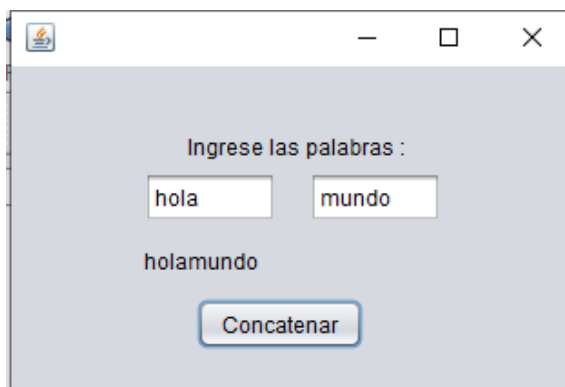 Ingrese las palabras :
hola mundo
holamundo
Concatenar